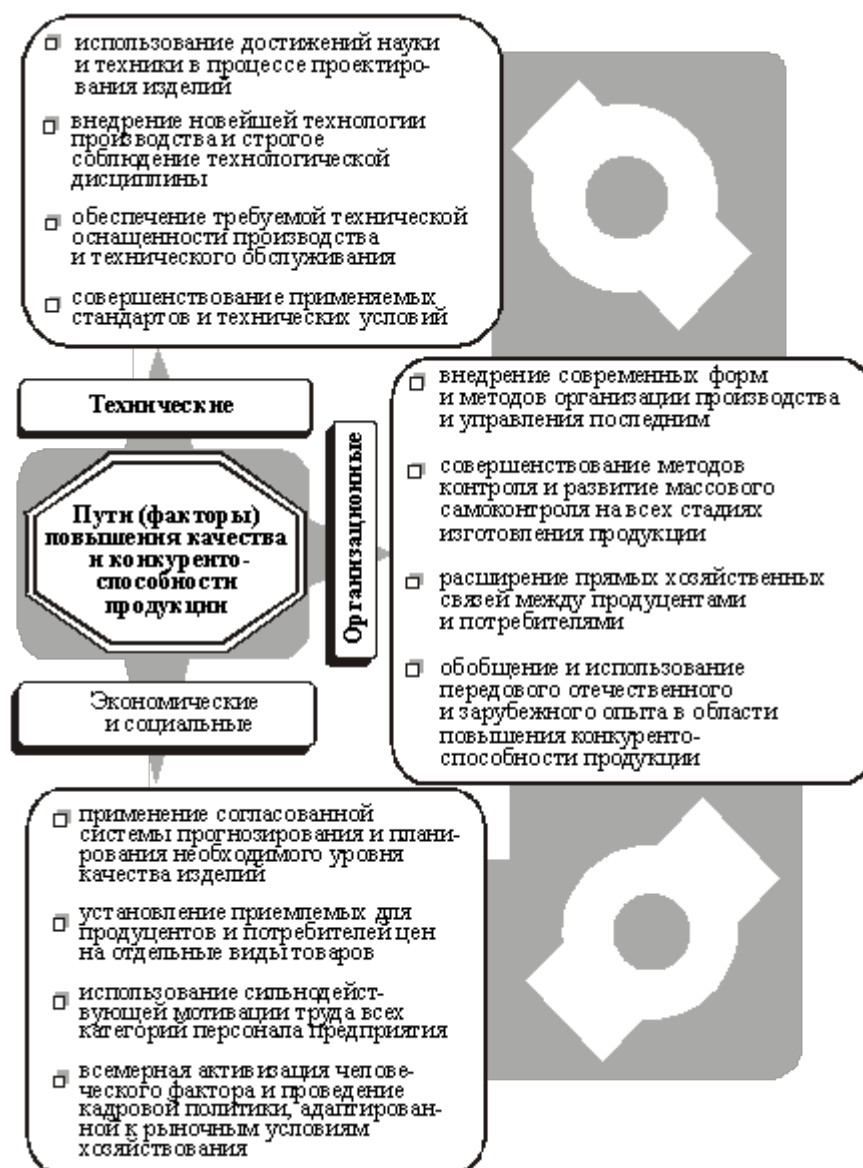 использование достижений науки
и техники в процессе проектиро-
вания изделий
внедрение новейшей технологии
производства и строгое
соблюдение технологической
дисциплины
обеспечение требуемой технической
оснащенности производства
и технического обслуживания
совершенствование применяемых
стандартов и технических условий
Технические
Пути (факторы)
повышения качества
и конкуренто-
способности
продукции
Организационные
внедрение современных форм
и методов организации производства
и управления последним
совершенствование методов
контроля и развитие массового
самоконтроля на всех стадиях
изготовления продукции
расширение прямых хозяйственных
связей между продуцентами
и потребителями
обобщение и использование
передового отечественного
и зарубежного опыта в области
повышения конкуренто-
способности продукции
Экономические
и социальные
применение согласованной
системы прогнозирования и плани-
рования необходимого уровня
качества изделий
установление приемлемых для
продуцентов и потребителей цен
на отдельные виды товаров
использование сильнодейст-
вующей мотивации труда всех
категорий персонала предприятия
всемерная активизация челове-
ческого фактора и проведение
кадровой политики, адаптирован-
ной к рыночным условиям
хозяйствования